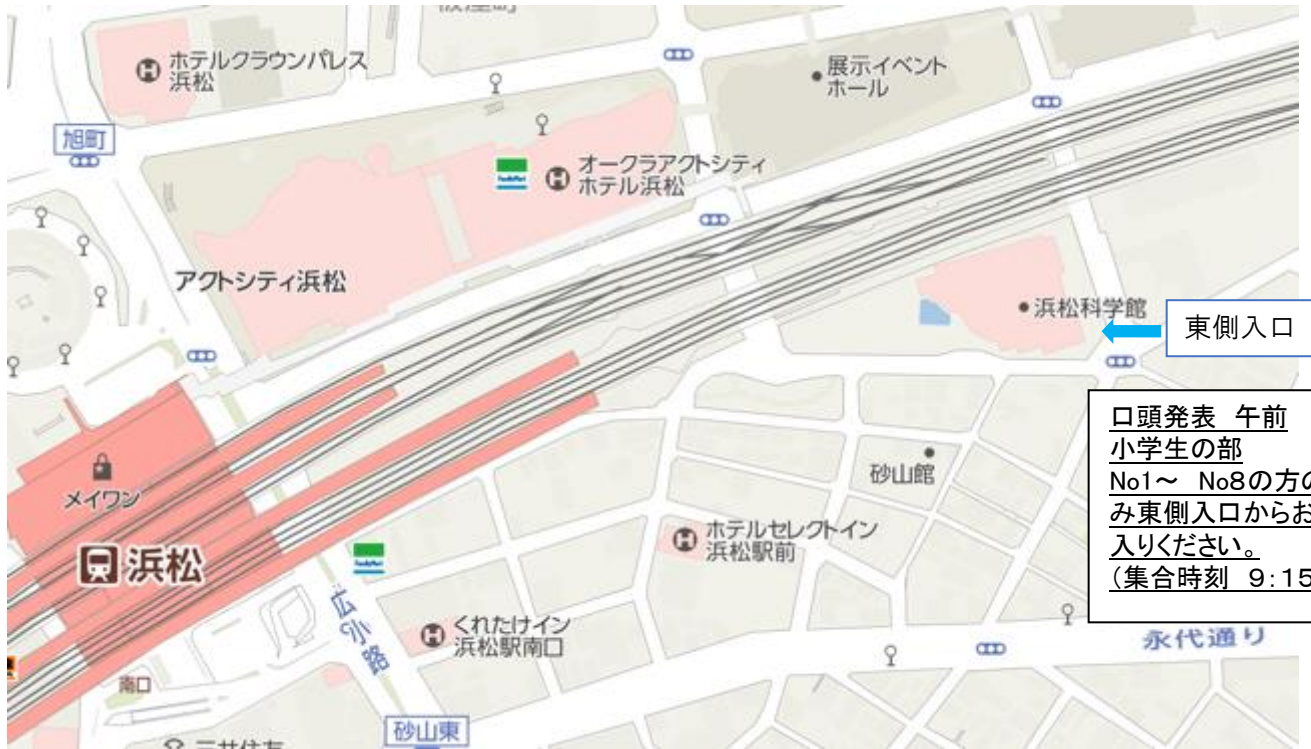 ホテルクラウンパレス
浜松
旭町
展示イベント
ホール
FamilyMart
オークラアクトシティ
ホテル浜松
アクトシティ浜松
浜松科学館
東側入口
口頭発表 午前
小学生の部
No1～ No8の方の
み東側入口からお
入りください。
(集合時刻 9:15
メイワン
砂山館
ホテルセレクトイン
浜松駅前
浜松
FamilyMart
広小路
くれたけイン
浜松駅南口
永代通り
南口
砂山東
三井住友